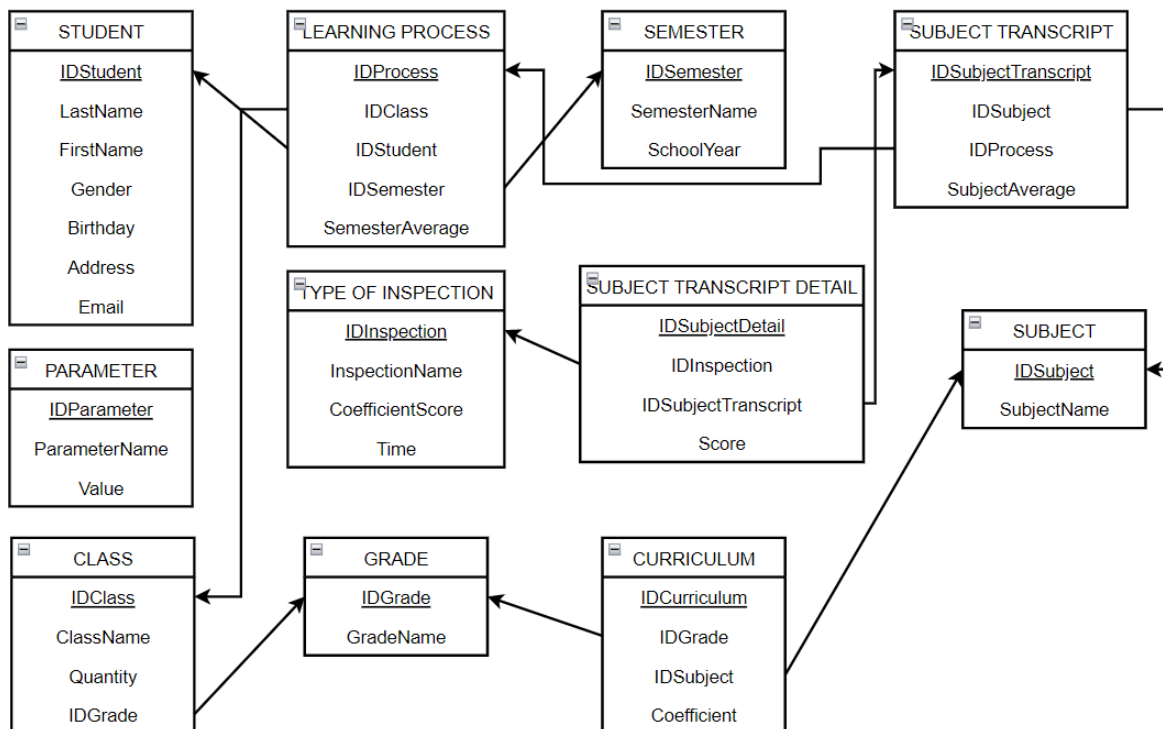 STUDENT
IDStudent
LastName
FirstName
Gender
Birthday
Address
Email
LEARNING PROCESS
IDProcess
IDClass
IDStudent
IDSemester
SemesterAverage
SEMESTER
IDSemester
SemesterName
SchoolYear
SUBJECT TRANSCRIPT
IDSubjectTranscript
IDSubject
IDProcess
SubjectAverage
TYPE OF INSPECTION
IDInspection
InspectionName
CoefficientScore
Time
SUBJECT TRANSCRIPT DETAIL
IDSubjectDetail
IDInspection
IDSubjectTranscript
Score
SUBJECT
IDSubject
SubjectName
PARAMETER
IDParameter
ParameterName
Value
CLASS
IDClass
ClassName
Quantity
IDGrade
GRADE
IDGrade
GradeName
CURRICULUM
IDCurriculum
IDGrade
IDSubject
Coefficient